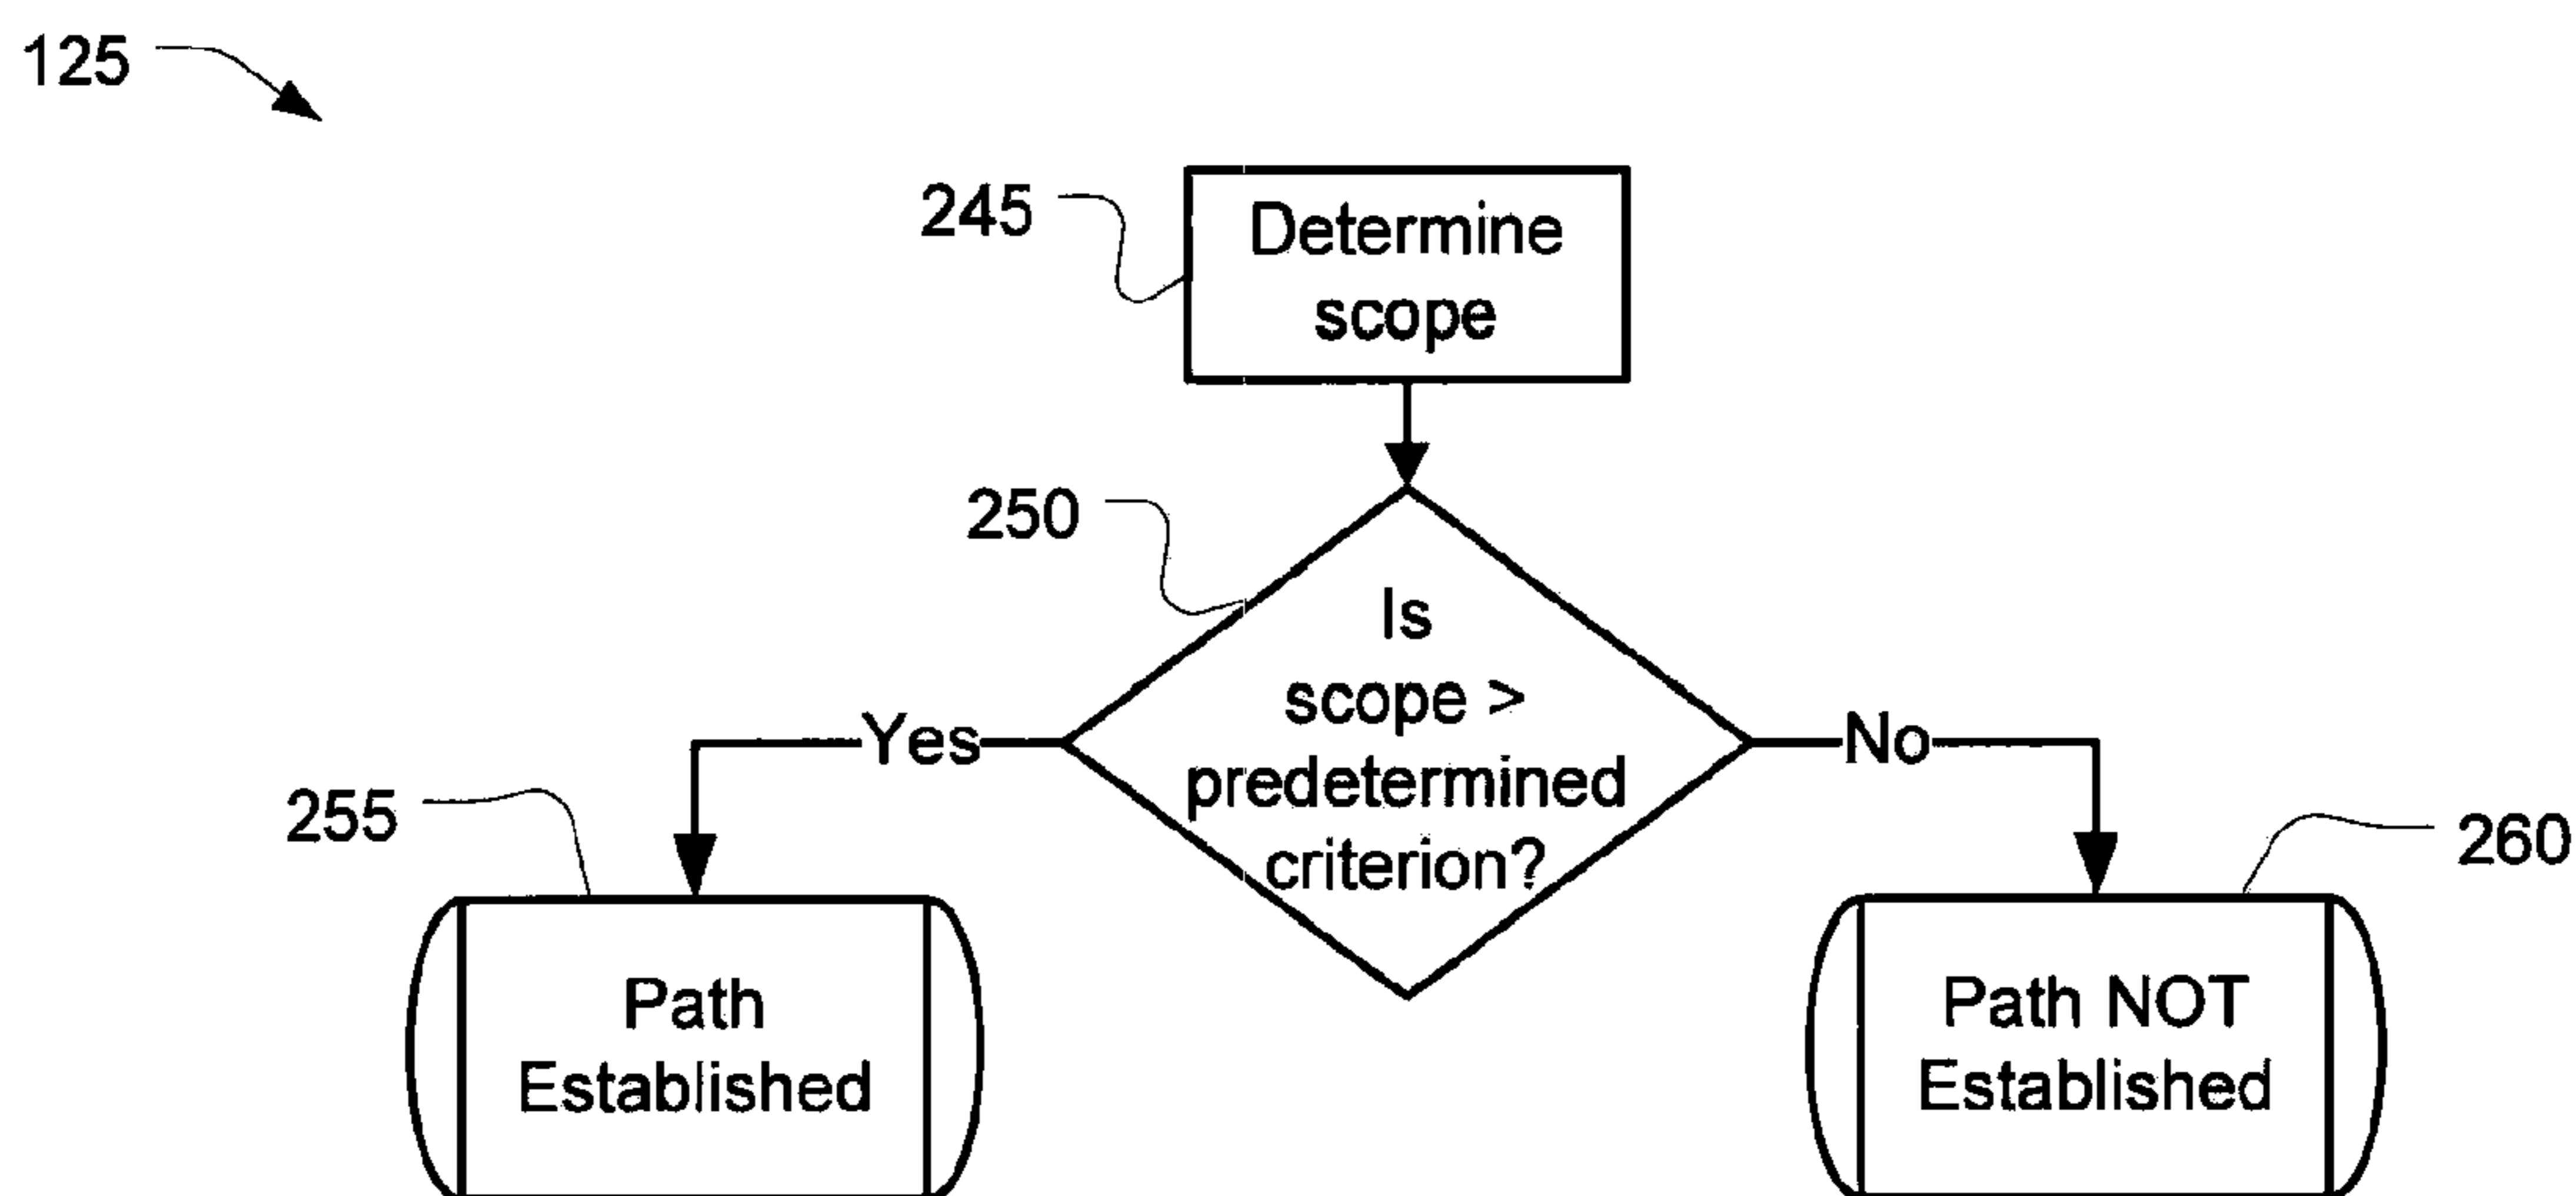 125
245
Determine
scope
250
Is
scope >
predetermined
criterion?
Yes
No
255
260
Path
Established
Path NOT
Established